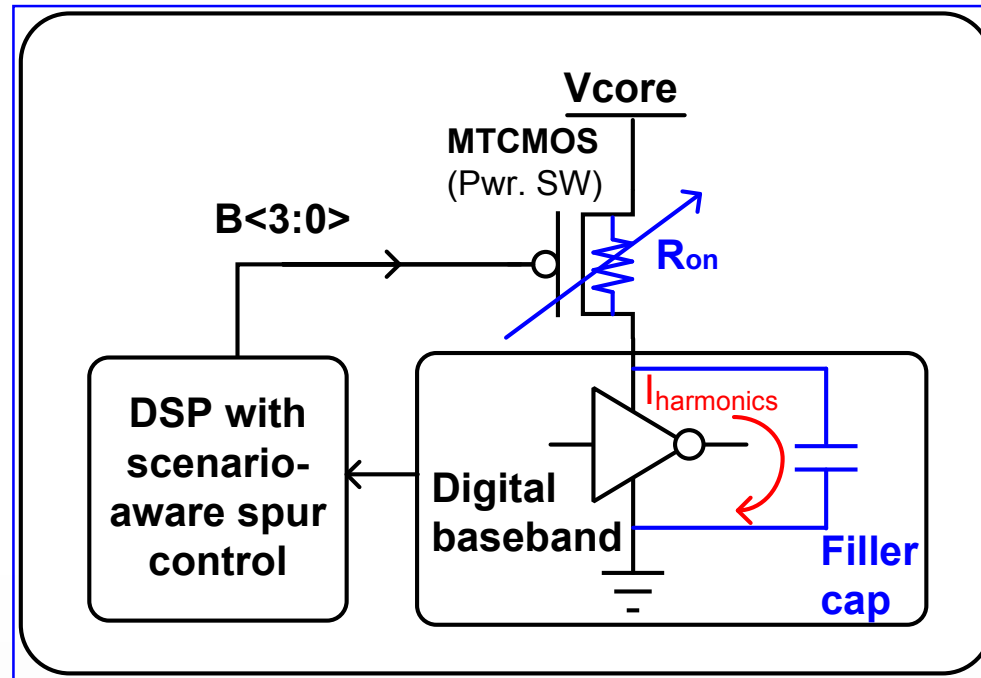 Vcore
MTCMOS
(Pwr. SW)
B<3:0>
Ron
DSP with
scenario-
aware spur
control
Iharmonics
Digital
baseband
Filler
cap